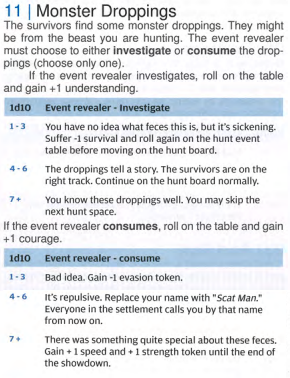 11 | Monster Droppings
The survivors find some monster droppings. They might
be from the beast you are hunting. The event revealer
must choose to either investigate or consume the drop-
pings (choose only one).
If the event revealer investigates, roll on the table
and gain +1 understanding.
1d10 Event revealer - Investigate
1 - 3 You have no idea what feces this is, but it's sickening.
Suffer -1 survival and roll again on the hunt event
table before moving on the hunt board.
4 - 6 The droppings tell a story. The survivors are on the
right track. Continue on the hunt board normally.
7 + You know these droppings well. You may skip the
next hunt space.
If the event revealer consumes, roll on the table and gain
+1 courage.
1d10 Event revealer - consume
1 - 3 Bad idea. Gain -1 evasion token.
4 - 6 It's repulsive. Replace your name with "Scat Man."
Everyone in the settlement calls you by that name
from now on.
7 + There was something quite special about these feces.
Gain + 1 speed and + 1 strength token until the end of
the showdown.